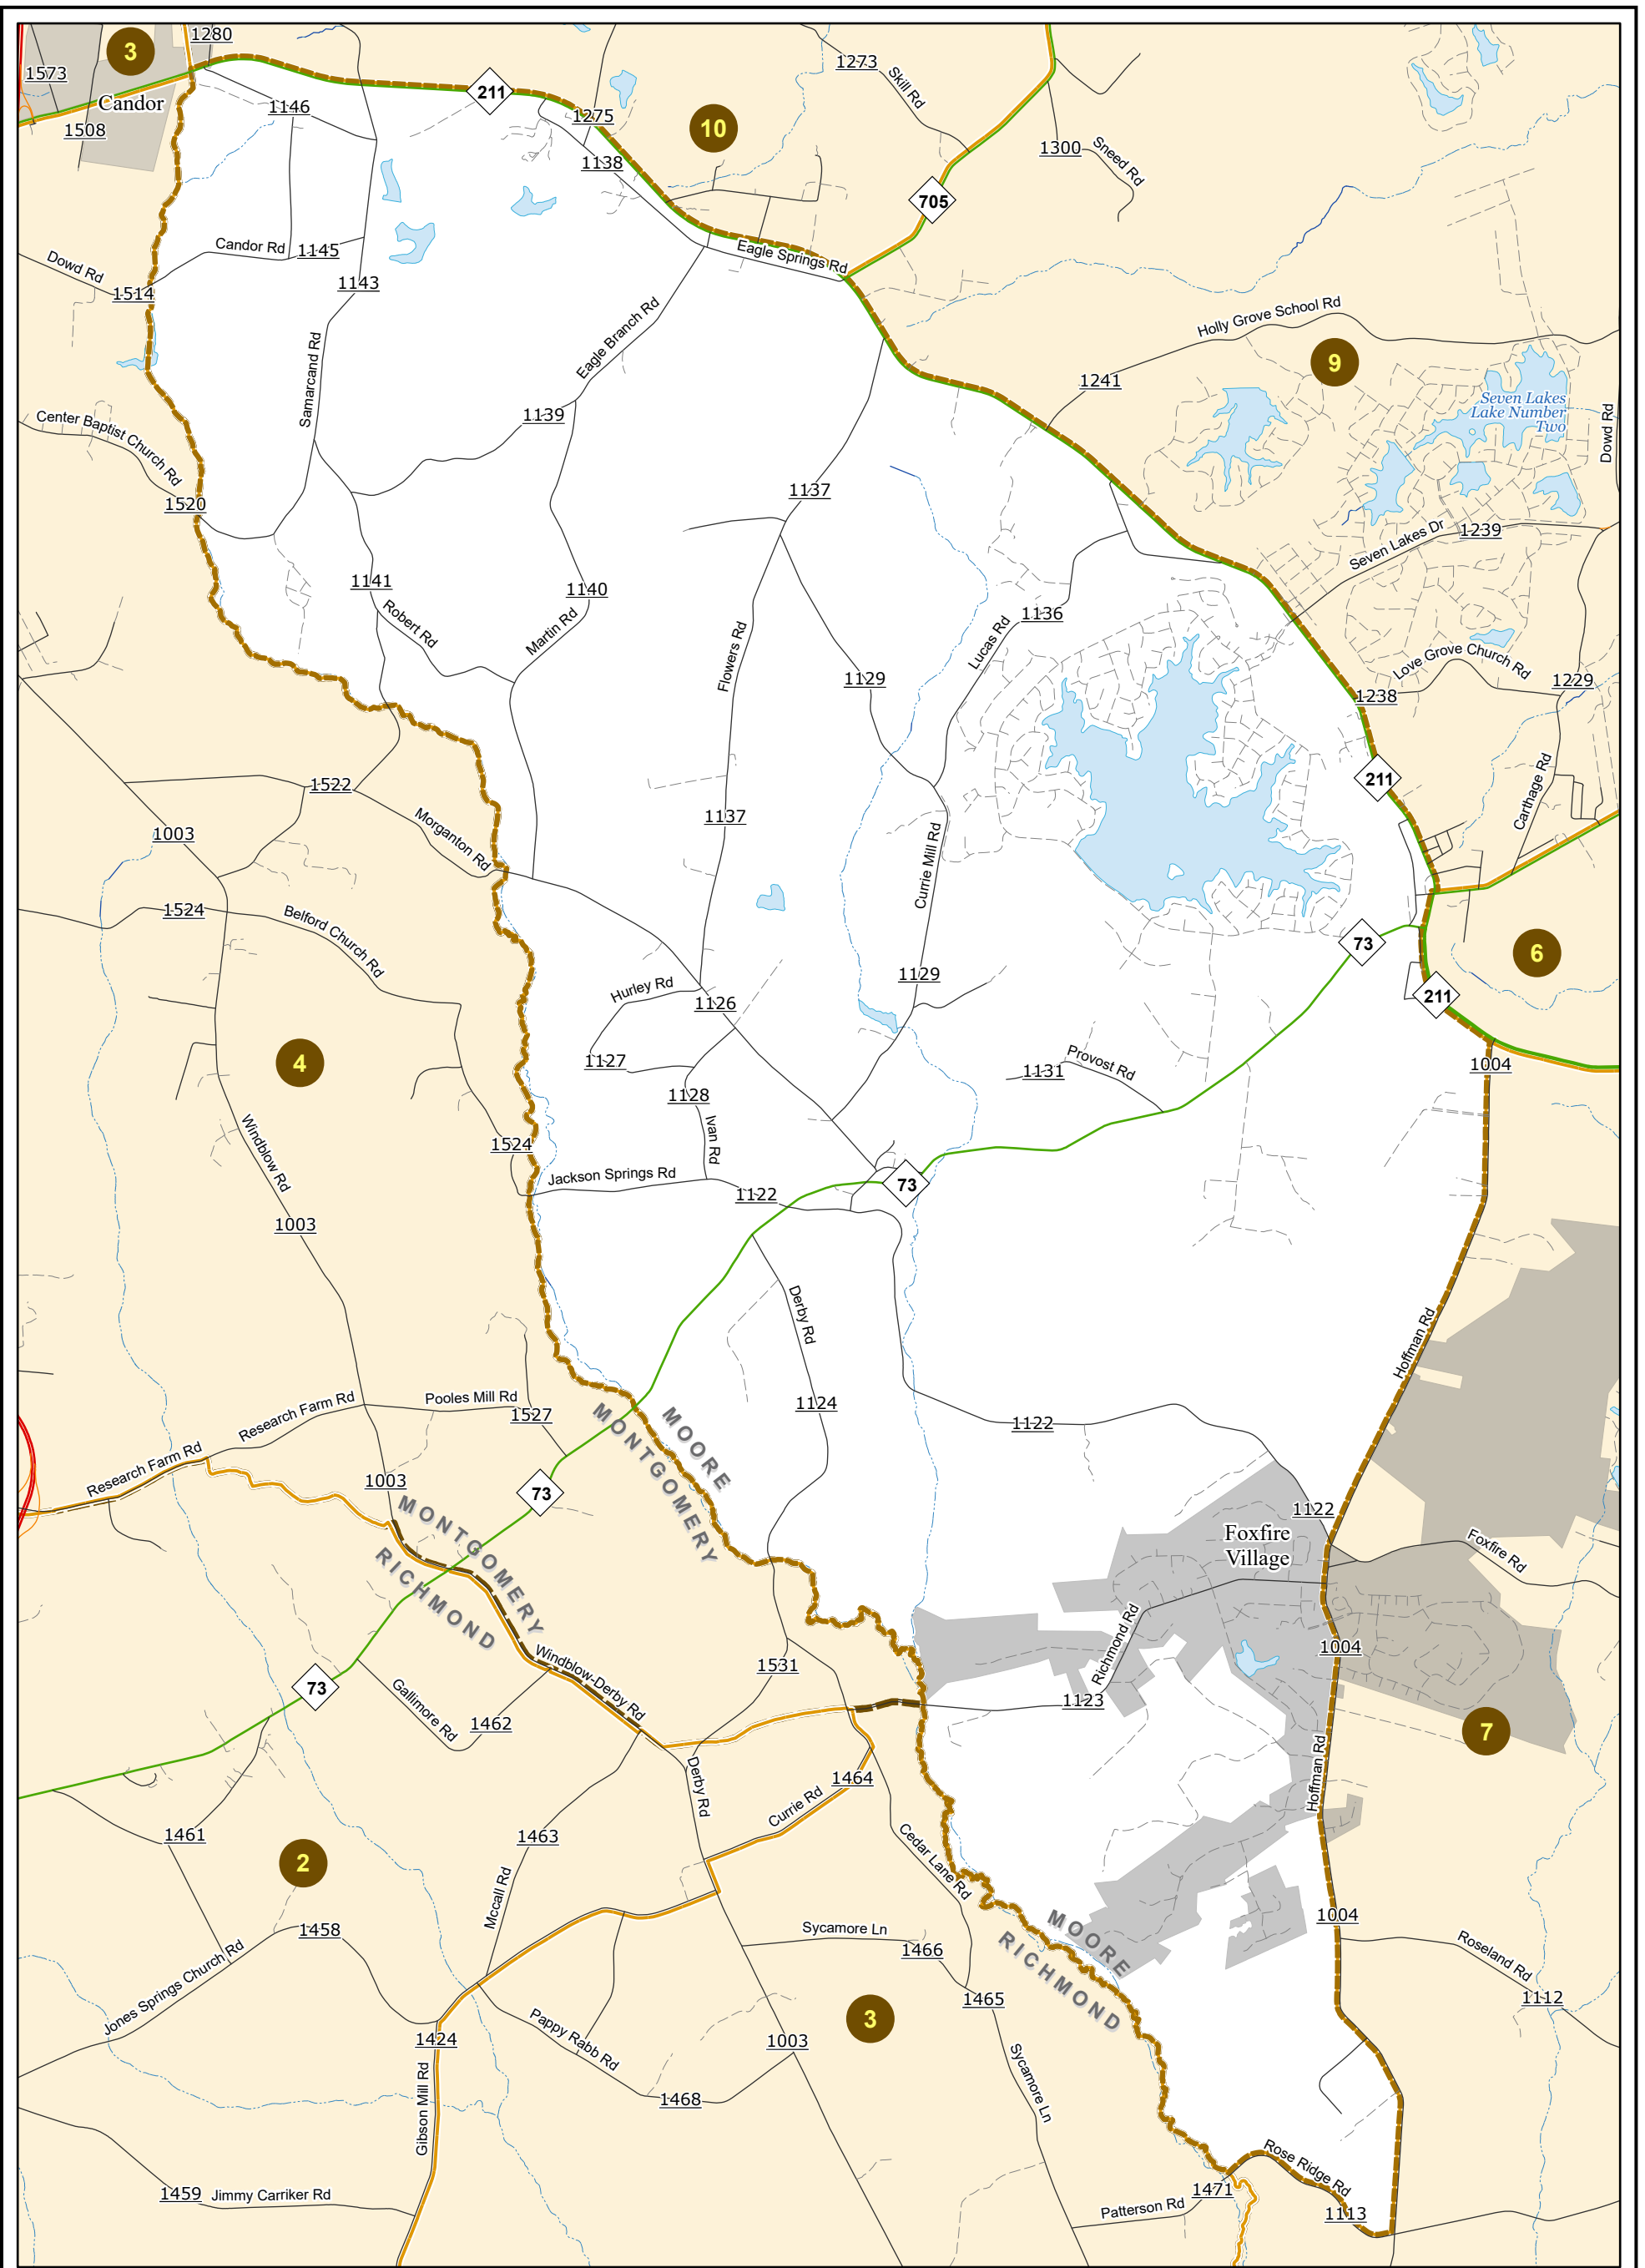 1280
3
1573
Candor
1508
1146
211
1275
10
1138
1273
Skill Rd
1300
Sneed Rd
705
Dowd Rd
1514
Candor Rd
1145
1143
Eagle Springs Rd
Samarcand Rd
Eagle Branch Rd
1139
Holly Grove School Rd
9
1241
Seven Lakes
Lake Number
Two
Dowd Rd
Center Baptist Church Rd
1520
1137
Seven Lakes Dr
1239
1141
Robert Rd
1140
Martin Rd
Flowers Rd
1129
Lucas Rd
1136
Love Grove Church Rd
1238
1229
211
Carthage Rd
1522
Morganton Rd
1003
1137
Currie Mill Rd
1524
Belford Church Rd
73
6
211
Hurley Rd
1126
1129
4
1127
1128
Ivan Rd
1131
Provost Rd
1004
Windblow Rd
1524
Jackson Springs Rd
1122
73
1003
Derby Rd
Hoffman Rd
1124
1122
Research Farm Rd
Pooles Mill Rd
1527
Research Farm Rd
1003
73
MOORE
MONTGOMERY
MONTGOMERY
RICHMOND
1122
Foxfire
Village
Foxfire Rd
Windblow-Derby Rd
1531
Richmond Rd
1004
73
Gallimore Rd
1462
1123
7
Derby Rd
1464
Currie Rd
Hoffman Rd
1461
1463
2
Mccall Rd
Cedar Lane Rd
1458
Jones Springs Church Rd
Sycamore Ln
1466
MOORE
RICHMOND
1004
Roseland Rd
1112
1465
3
1424
Gibson Mill Rd
Pappy Rabb Rd
1003
1468
Sycamore Ln
1459
Jimmy Carriker Rd
Patterson Rd
1471
Rose Ridge Rd
1113